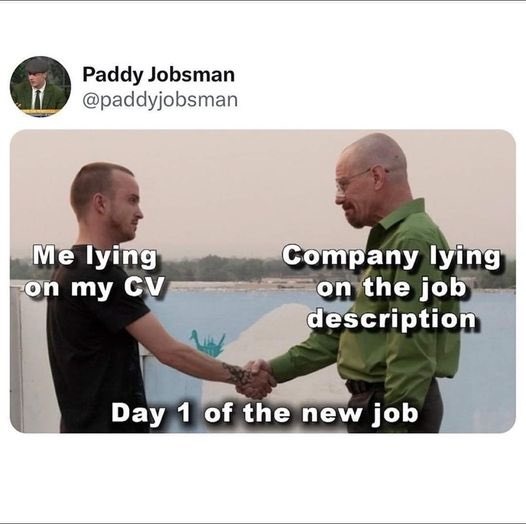 Paddy Jobsman
@paddyjobsman
Me lying
on my CV
Company lying
on the job
description
Day 1 of the new job